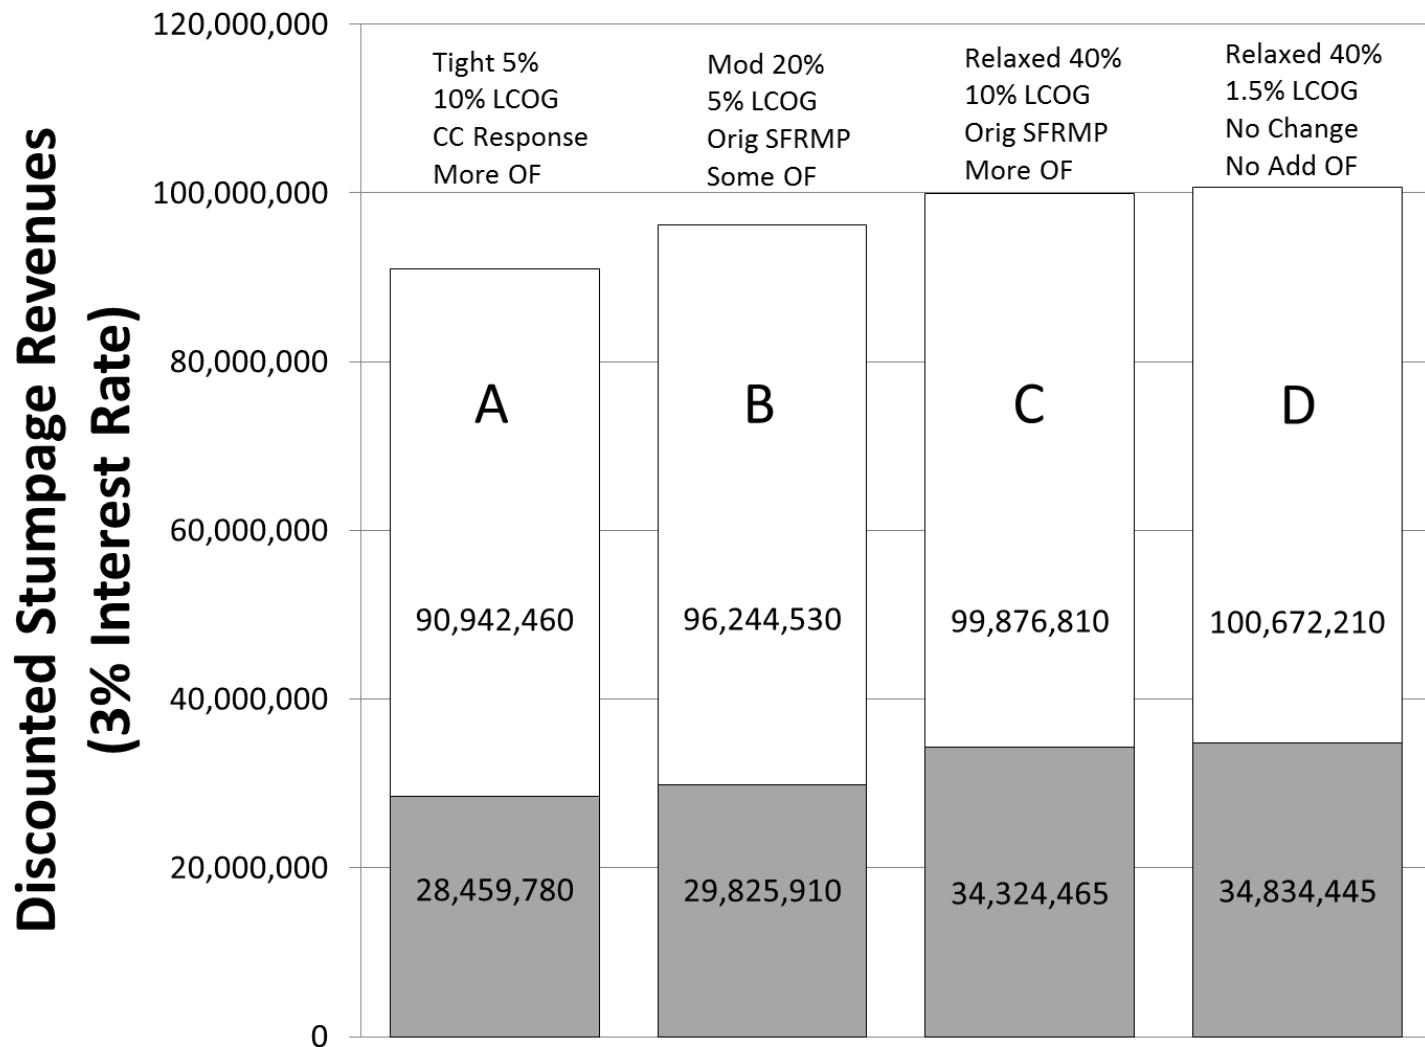 Discounted Stumpage Revenues
(3% Interest Rate)
120,000,000
100,000,000
80,000,000
60,000,000
40,000,000
20,000,000
0
Tight 5%
10% LCOG
CC Response
More OF
A
90,942,460
28,459,780
Mod 20%
5% LCOG
Orig SFRMP
Some OF
B
96,244,530
29,825,910
Relaxed 40%
10% LCOG
Orig SFRMP
More OF
C
99,876,810
34,324,465
Relaxed 40%
1.5% LCOG
No Change
No Add OF
D
100,672,210
34,834,445